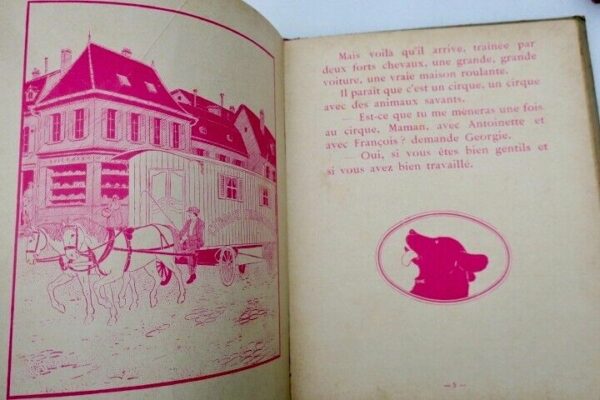 Mais voilà qu'il arrive, traînée par
deux forts chevaux, une grande, grande
voiture, une vraie maison roulante.
Il paraît que c'est un cirque, un cirque
avec des animaux savants.
— Est-ce que tu me mèneras une fois
au cirque, Maman, avec Antoinette et
avec François? demande Georgie.
— Oui, si vous êtes bien gentils et
si vous avez bien travaillé.